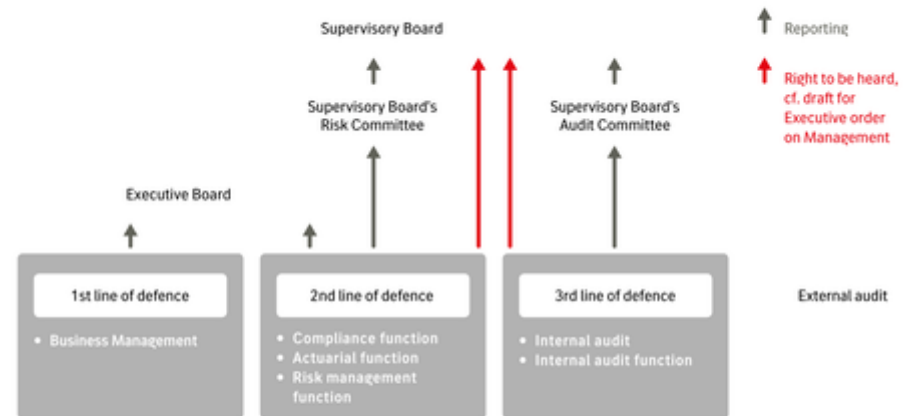 Supervisory Board
Reporting
Right to be heard,
cf. draft for
Executive order
on Management
Supervisory Board's
Risk Committee
Supervisory Board's
Audit Committee
Executive Board
1st line of defence
2nd line of defence
3rd line of defence
External audit
• Business Management
• Compliance function
• Actuarial function
• Risk management
function
• Internal audit
• Internal audit function